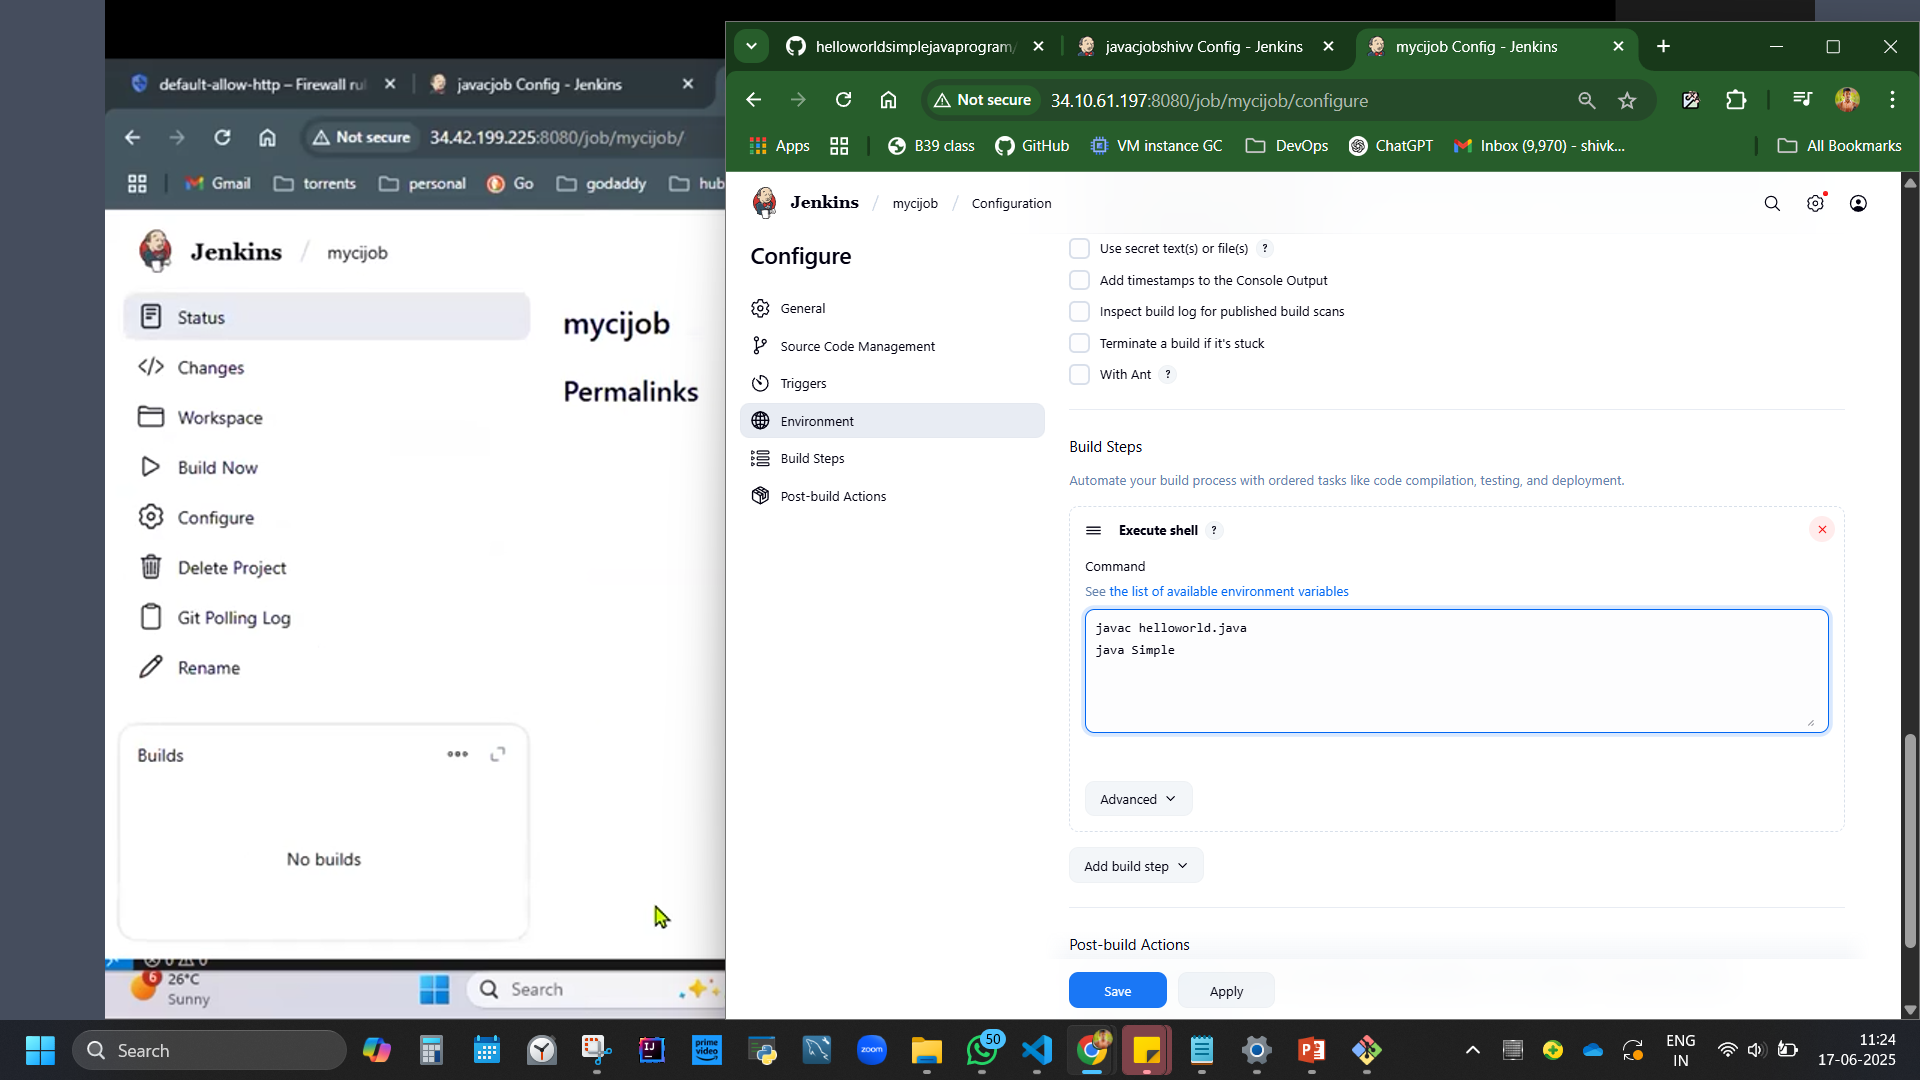 default-allow-http – Firewall rul
javacjob Config - Jenkins
Not secure
34.42.199.225:8080/job/mycijob/
Gmail
torrents
personal
Go
godaddy
hub
Jenkins / mycijob
Status
Changes
Workspace
Build Now
Configure
Delete Project
Git Polling Log
Rename
mycijob
Permalinks
Builds
No builds
6
26°C
Sunny
Search
helloworldsimplejavaprogram/
javacjobshivv Config - Jenkins
mycijob Config - Jenkins
Not secure
34.10.61.197:8080/job/mycijob/configure
Apps
B39 class
GitHub
VM instance GC
DevOps
ChatGPT
Inbox (9,970) - shivk...
All Bookmarks
Jenkins / mycijob / Configuration
Configure
General
Source Code Management
Triggers
Environment
Build Steps
Post-build Actions
Use secret text(s) or file(s) ?
Add timestamps to the Console Output
Inspect build log for published build scans
Terminate a build if it's stuck
With Ant ?
Build Steps
Automate your build process with ordered tasks like code compilation, testing, and deployment.
Execute shell ?
Command
See the list of available environment variables
javac helloworld.java
java Simple
Advanced
Add build step
Post-build Actions
Save
Apply
Search
IJ
prime video
zoom
50
ENG
IN
11:24
17-06-2025